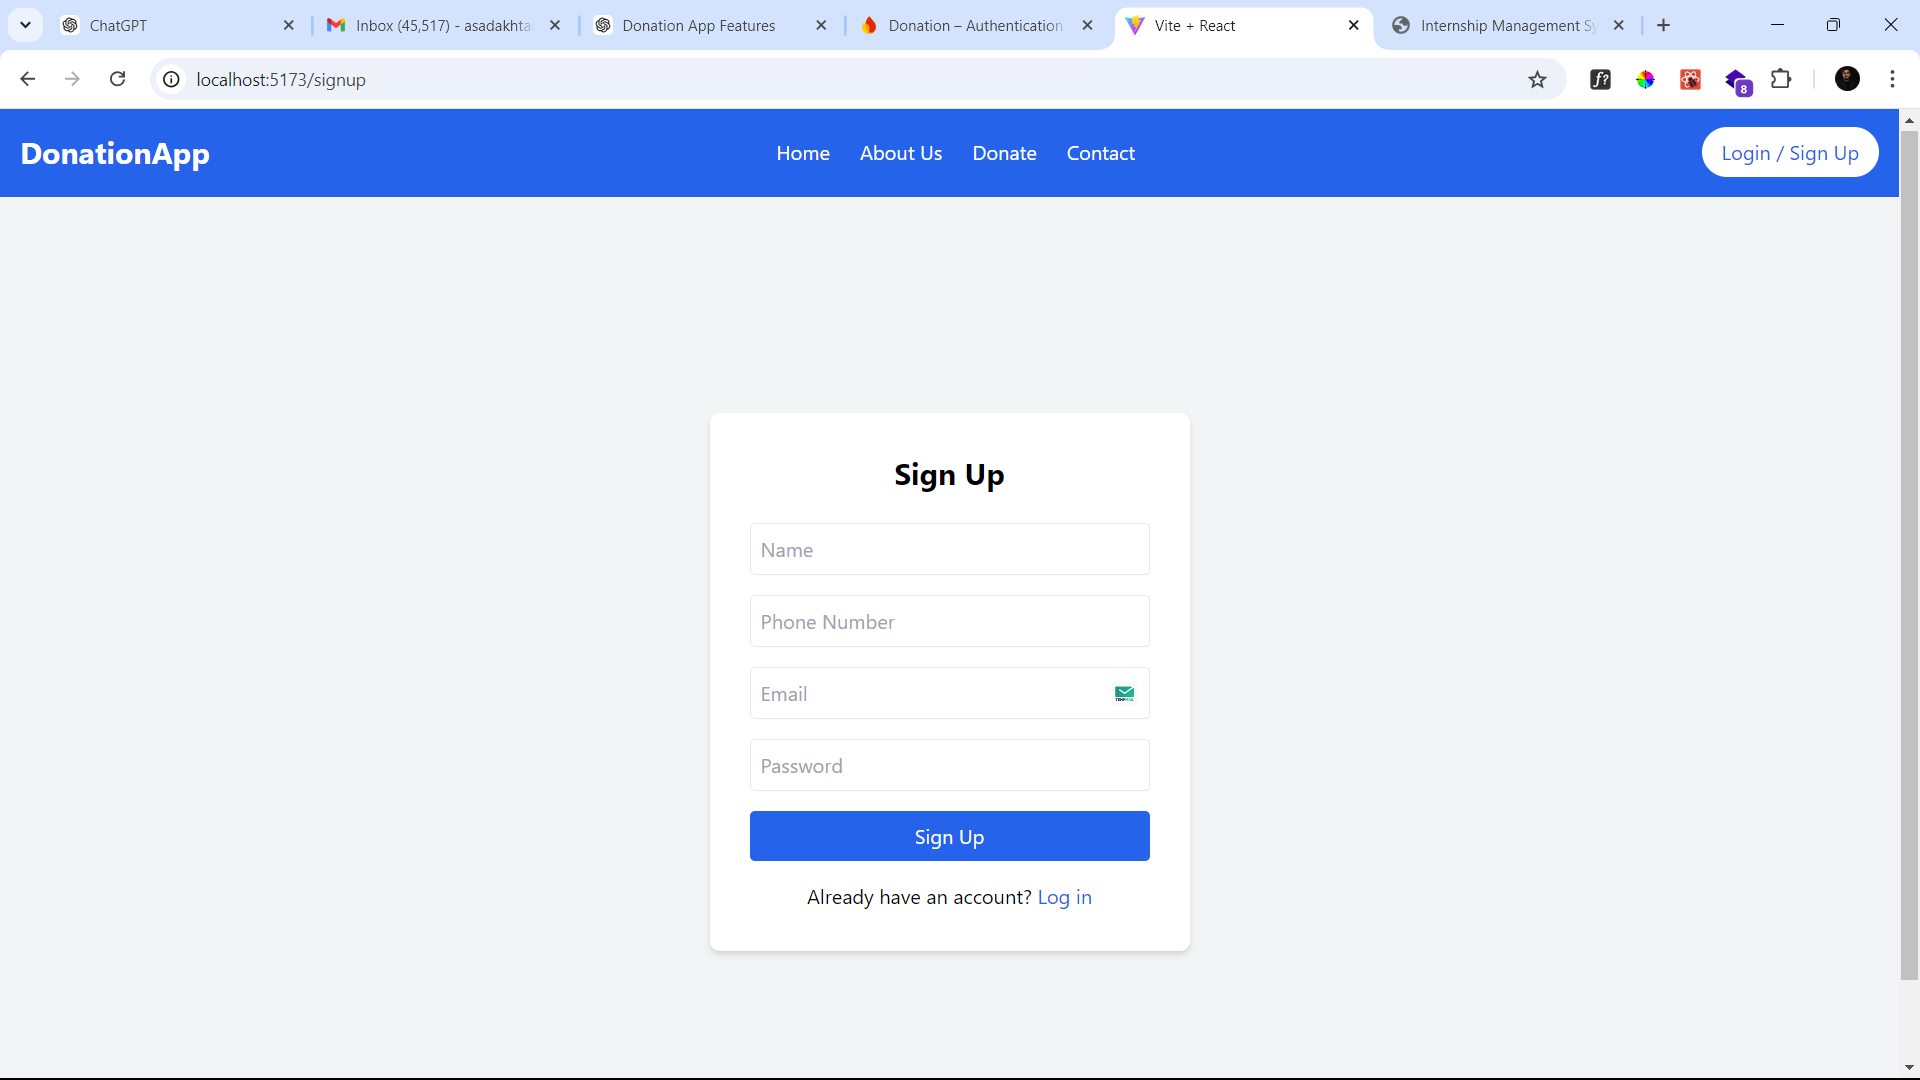 ChatGPT
Inbox (45,517) - asadakhta
Donation App Features
Donation – Authentication
Vite + React
Internship Management Sy
localhost:5173/signup
f?
8
DonationApp
Home
About Us
Donate
Contact
Login / Sign Up
Sign Up
Name
Phone Number
Email
Password
Sign Up
Already have an account? Log in